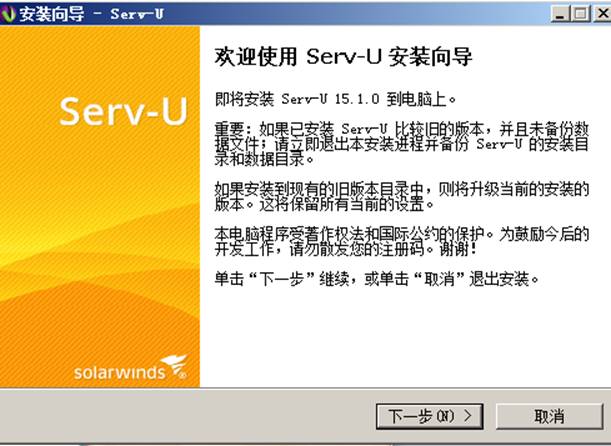 安装向导 - Serv-U
Serv-U
欢迎使用 Serv-U 安装向导
即将安装 Serv-U 15.1.0 到电脑上。
重要：如果已安装 Serv-U 比较旧的版本，并且未备份数
据文件；请立即退出本安装进程并备份 Serv-U 的安装目
录和数据目录。
如果安装到现有的旧版本目录中，则将升级当前的安装的
版本。这将保留所有当前的设置。
本电脑程序受著作权法和国际公约的保护。为鼓励今后的
开发工作，请勿散发您的注册码。谢谢！
单击“下一步”继续，或单击“取消”退出安装。
solarwinds
下一步(N) >
取消